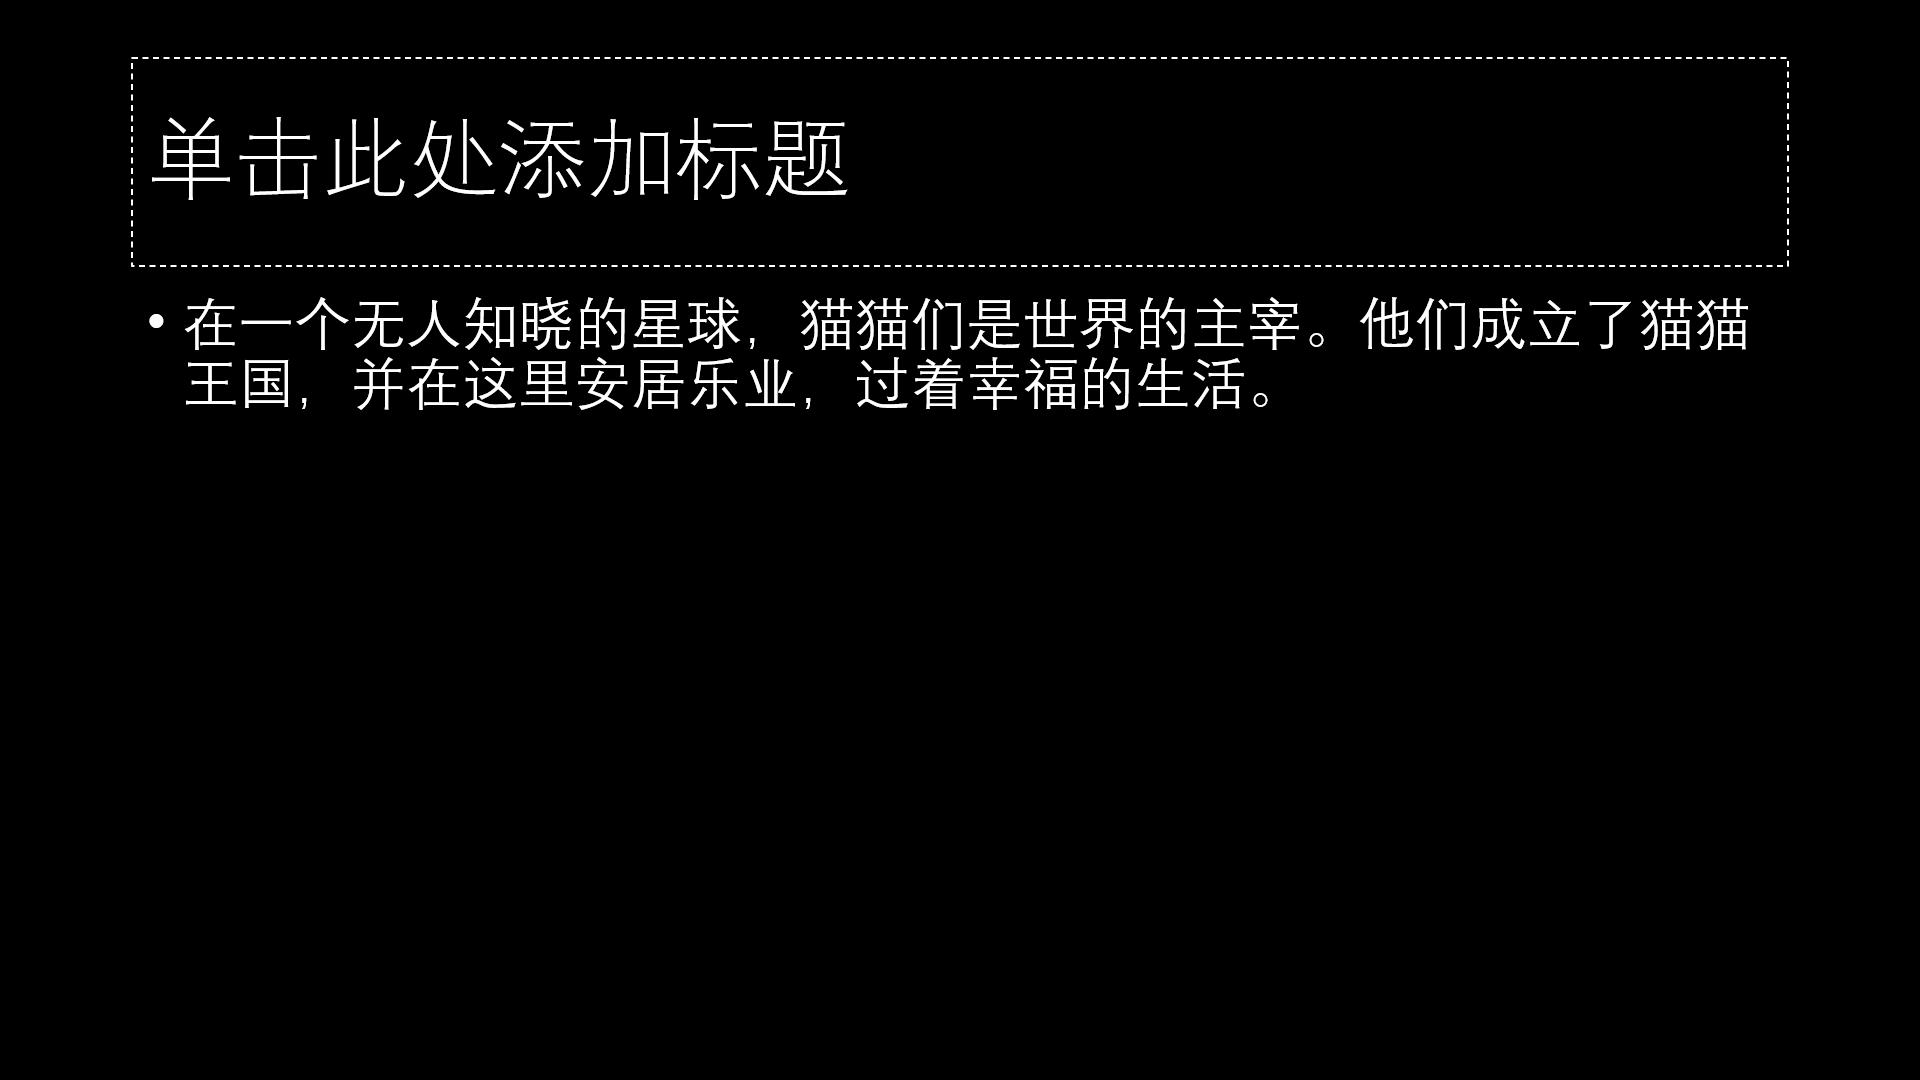 单击此处添加标题
• 在一个无人知晓的星球，猫猫们是世界的主宰。他们成立了猫猫
王国，并在这里安居乐业，过着幸福的生活。